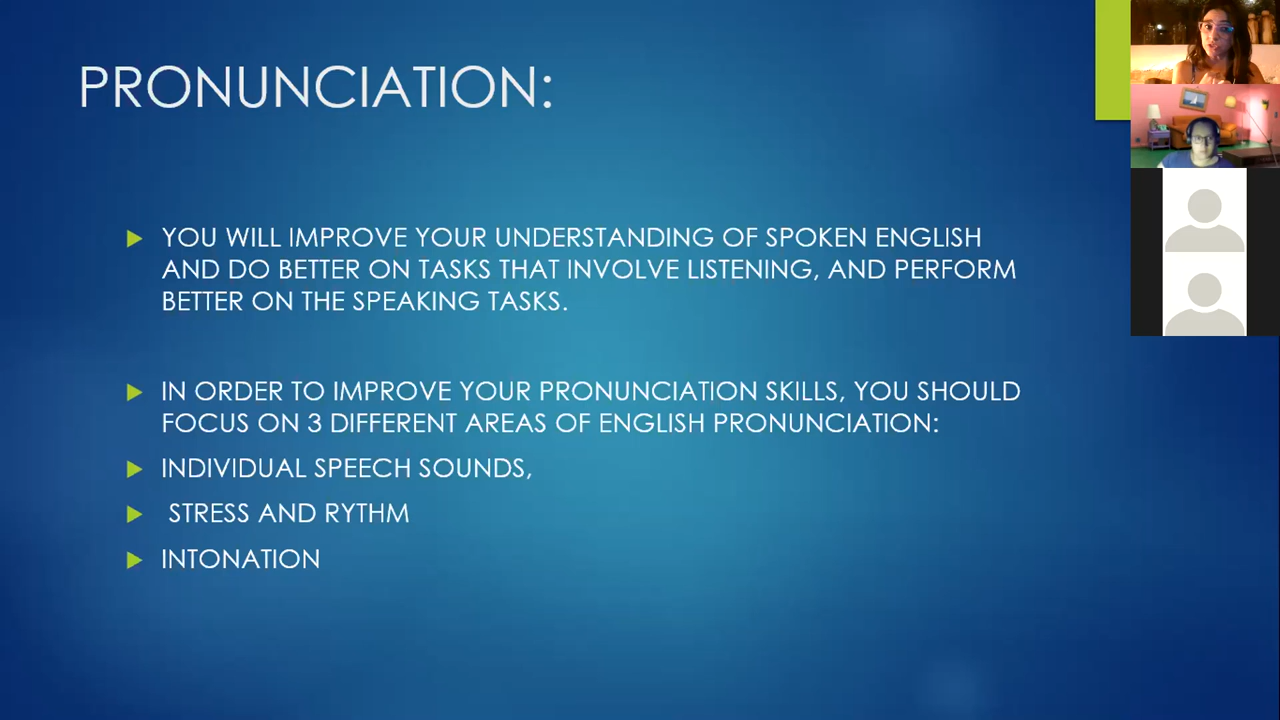 PRONUNCIATION:
YOU WILL IMPROVE YOUR UNDERSTANDING OF SPOKEN ENGLISH
AND DO BETTER ON TASKS THAT INVOLVE LISTENING, AND PERFORM
BETTER ON THE SPEAKING TASKS.
IN ORDER TO IMPROVE YOUR PRONUNCIATION SKILLS, YOU SHOULD
FOCUS ON 3 DIFFERENT AREAS OF ENGLISH PRONUNCIATION:
INDIVIDUAL SPEECH SOUNDS,
STRESS AND RYTHM
INTONATION